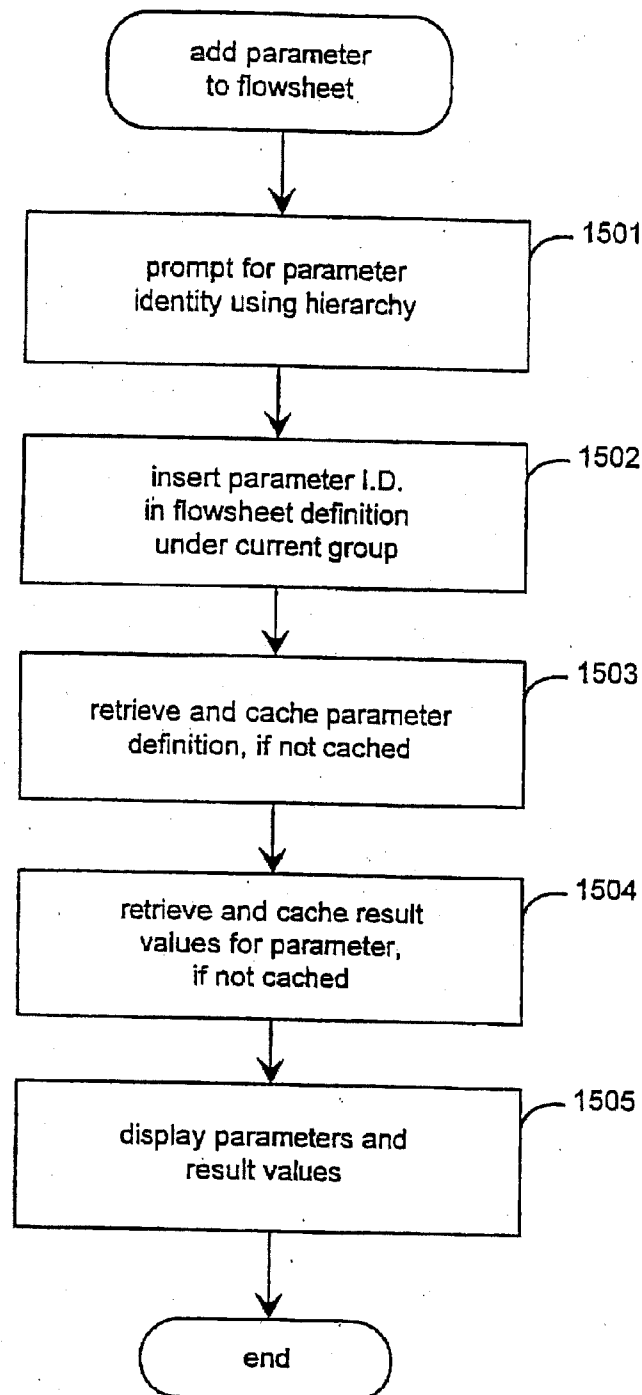 add parameter
to flowsheet
1501
prompt for parameter
identity using hierarchy
1502
insert parameter I.D.
in flowsheet definition
under current group
1503
retrieve and cache parameter
definition, if not cached
1504
retrieve and cache result
values for parameter,
if not cached
1505
display parameters and
result values
end